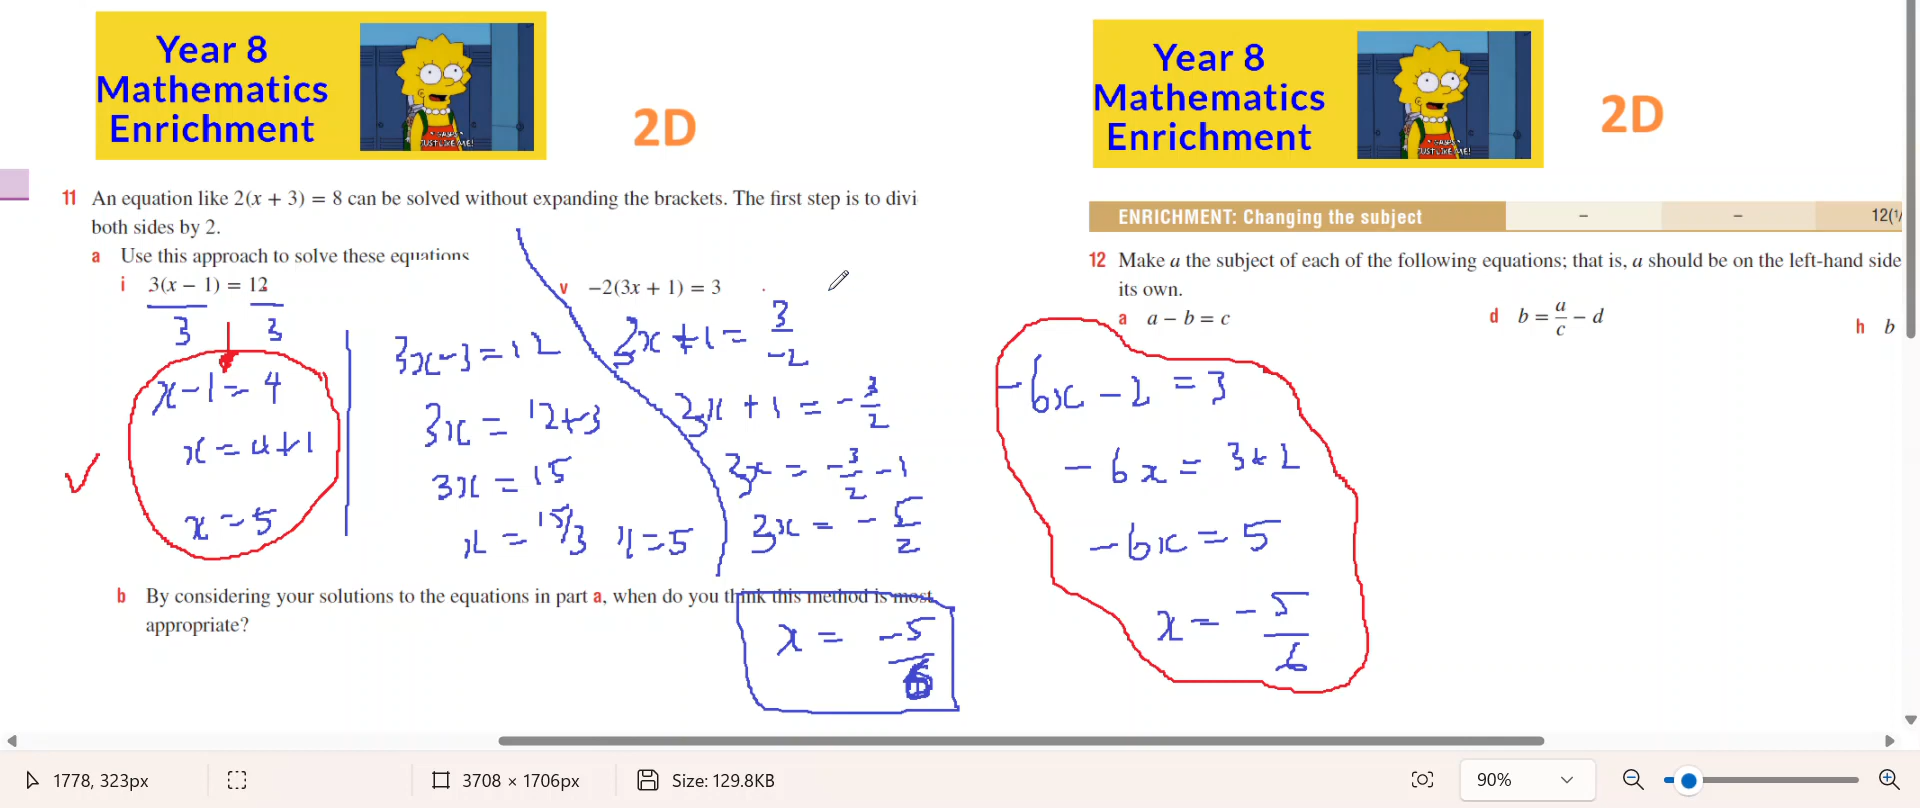 Year 8
Mathematics
Enrichment
2D
11 An equation like 2(x + 3) = 8 can be solved without expanding the brackets. The first step is to divi
both sides by 2.
a Use this approach to solve these equations
i 3(x − 1) = 12
3 3
x-1=4
x=4+1
x=5
3x-3=12
3x = 12+3
3x = 15
x = 15/3 x=5
v −2(3x + 1) = 3
3x+1= 3/-2
3x + 1 = -3/2
3x = -3/2 -1
3x = -5/2
x = -5/6
b By considering your solutions to the equations in part a, when do you think this method is most
appropriate?
Year 8
Mathematics
Enrichment
2D
ENRICHMENT: Changing the subject – – 12(½
12 Make a the subject of each of the following equations; that is, a should be on the left-hand side
its own.
a a − b = c
d b = a/c − d
h b
-6x-2 =3
-6x = 3+2
-6x = 5
x = -5/6
1778, 323px
3708 × 1706px
Size: 129.8KB
90%